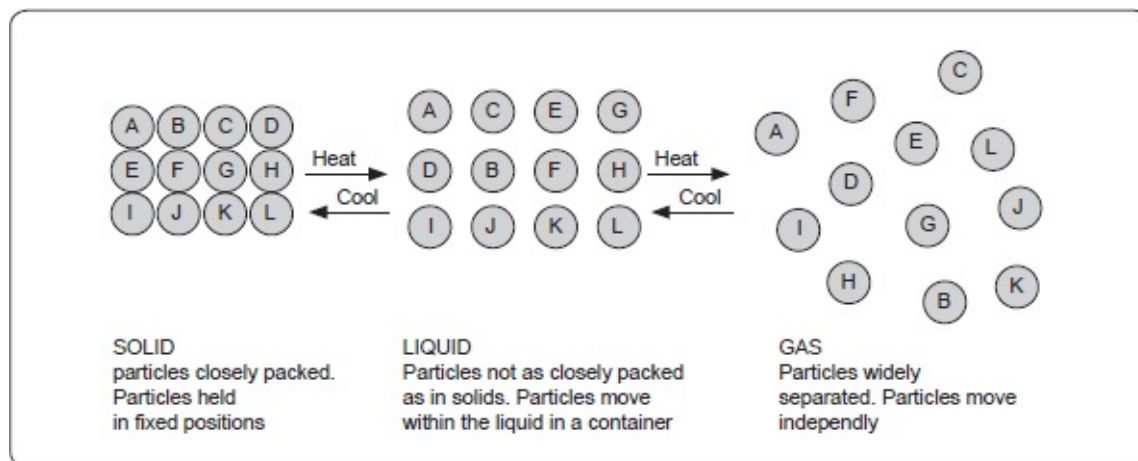 A B C D
E F G H
I J K L
Heat
Cool
A C E G
D B F H
I J K L
Heat
Cool
C
F
A
E
L
D
J
I
G
H
K
B
SOLID
particles closely packed.
Particles held
in fixed positions
LIQUID
Particles not as closely packed
as in solids. Particles move
within the liquid in a container
GAS
Particles widely
separated. Particles move
independly